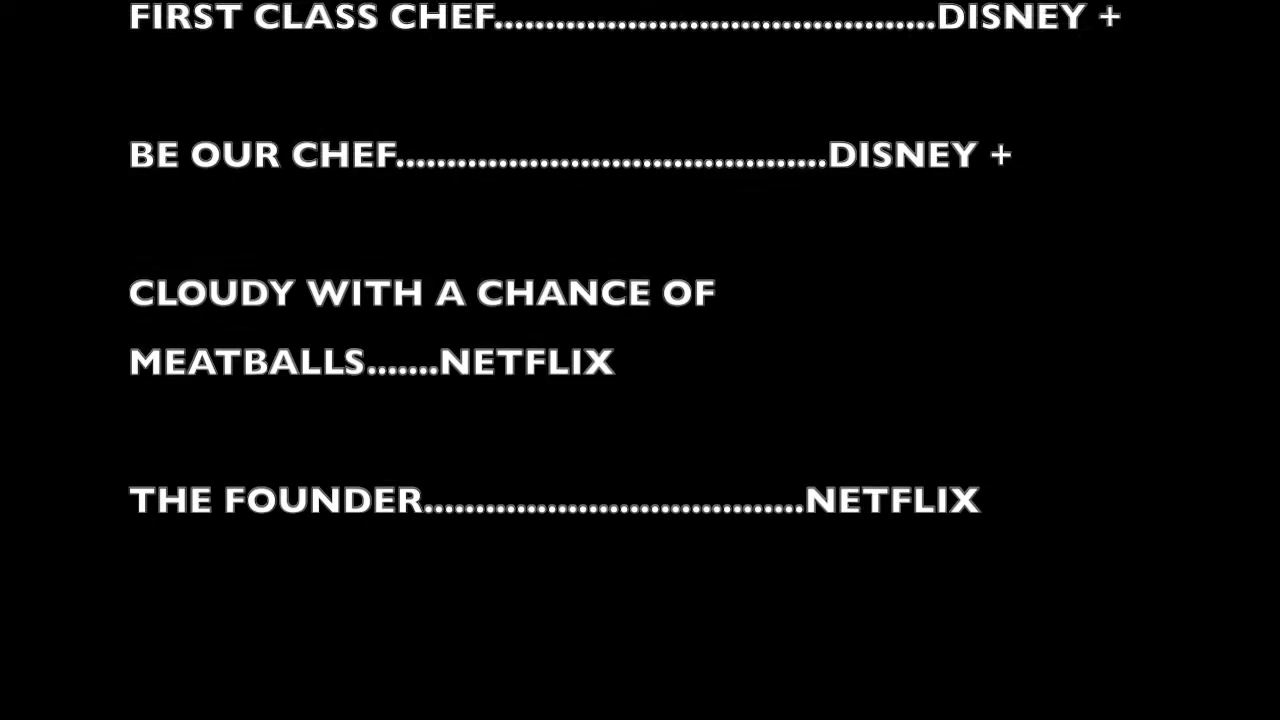 FIRST CLASS CHEF............................................DISNEY +
BE OUR CHEF...........................................DISNEY +
CLOUDY WITH A CHANCE OF
MEATBALLS.......NETFLIX
THE FOUNDER......................................NETFLIX